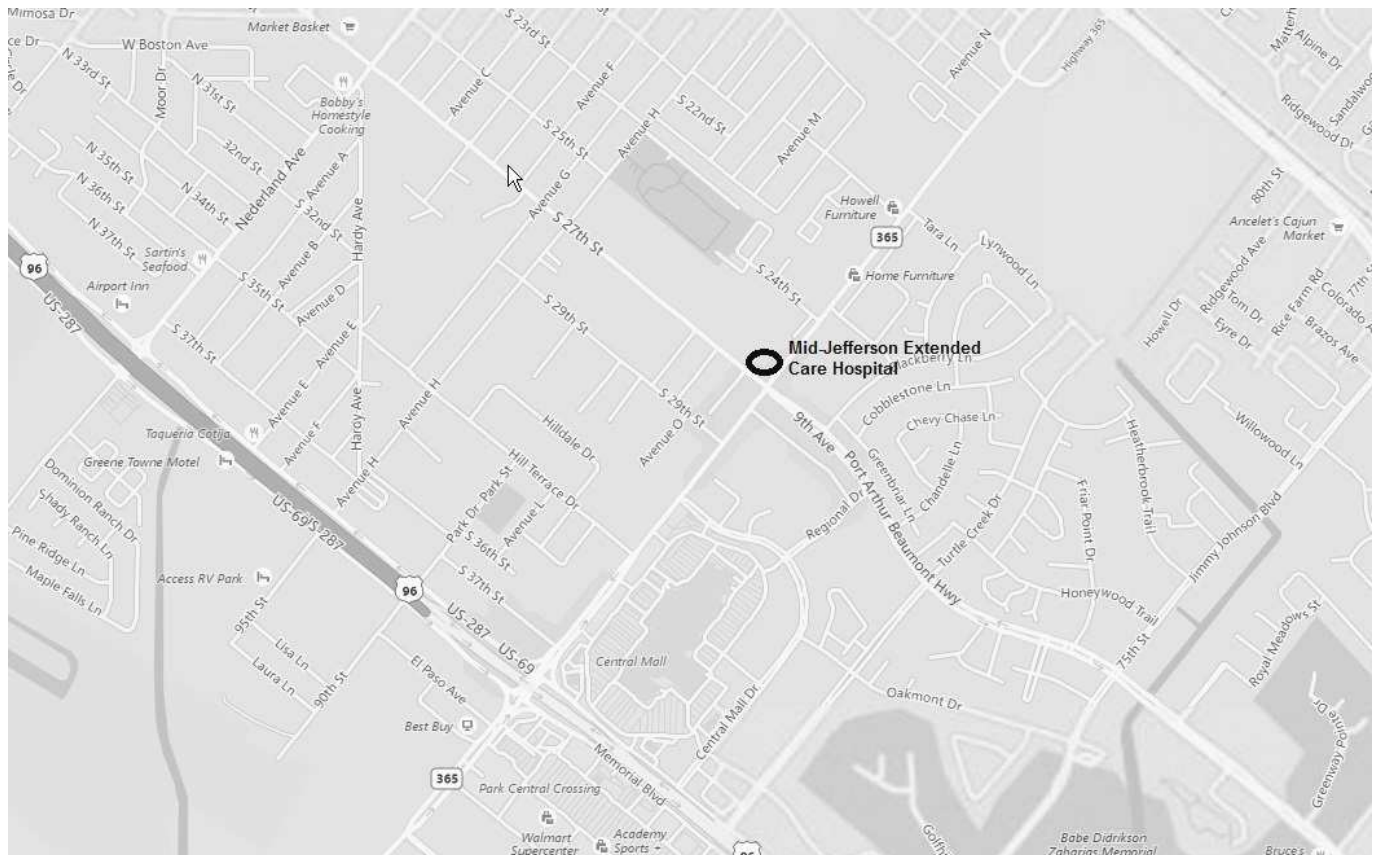 Mimosa Dr
Market Basket
S 23rd St
Avenue N
Highway 365
Alpine Dr
W Boston Ave
N 33rd St
Moor Dr
N 31st St
Avenue C
Avenue F
Ridgewood Dr
Bobby's
Homestyle
Cooking
S 25th St
Avenue H
S 22nd St
Avenue M
32nd St
Avenue A
N 35th St
N 36th St
N 34th St
Nederland Ave
S 32nd St
Avenue G
N 37th St
Hardy Ave
S 27th St
Howell
Furniture
365
Tara Ln
Lynwood Ln
80th St
Ancelet's Cajun
Market
Sartin's
Seafood
Avenue B
96
Airport Inn
US-287
S 35th St
Avenue D
S 29th St
S 24th St
Home Furniture
Ridgewood Ave
Rice Farm Rd
Colorado A
77th St
Howell Dr
Tom Dr
Eyre Dr
Brazos Ave
S 37th St
Avenue E
Mid-Jefferson Extended
Care Hospital
Cobblestone Ln
Avenue E
Avenue H
S 29th St
Chevy Chase Ln
9th Ave
Taqueria Cotija
Avenue F
Hardy Ave
Hilldale Dr
Avenue O
Heatherbrook Trail
Willowood Ln
Greene Towne Motel
Avenue H
Hill Terrace Dr
Port Arthur Beaumont Hwy
Greenbriar Ln
Chandelle Ln
Dominion Ranch Dr
Shady Ranch Ln
US-69/S-287
Park Dr
Park St
Avenue L
Regional Dr
Turtle Creek Dr
Friar Point Dr
Jimmy Johnson Blvd
Pine Ridge Ln
Maple Falls Ln
S 36th St
Access RV Park
96
S 37th St
Honeywood Trail
95th St
US-287
US-69
Royal Meadows St
Lisa Ln
Laura Ln
90th St
El Paso Ave
Central Mall
75th St
Oakmont Dr
Central Mall Dr
Best Buy
Greenway Pointe Dr
365
Memorial Blvd
Park Central Crossing
Walmart
Supercenter
Academy
Sports +
96
Babe Didrikson
Zaharias Memorial
Bruce's